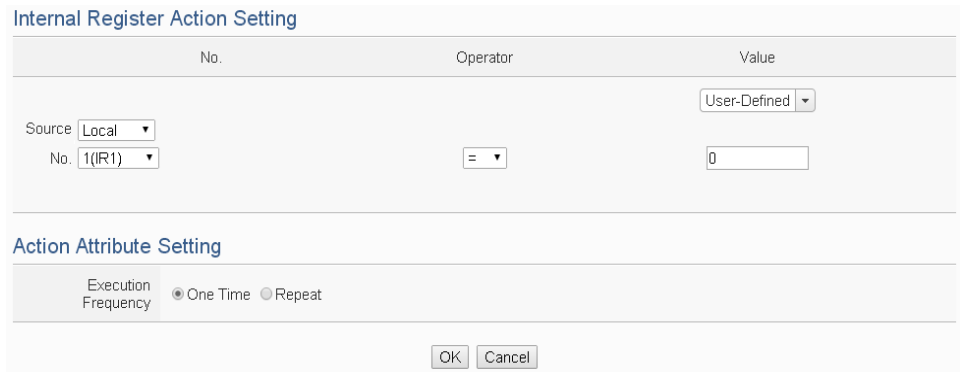 Internal Register Action Setting
No. Operator Value
User-Defined
Source Local
No. 1(IR1) = 0
Action Attribute Setting
Execution Frequency One Time Repeat
OK Cancel